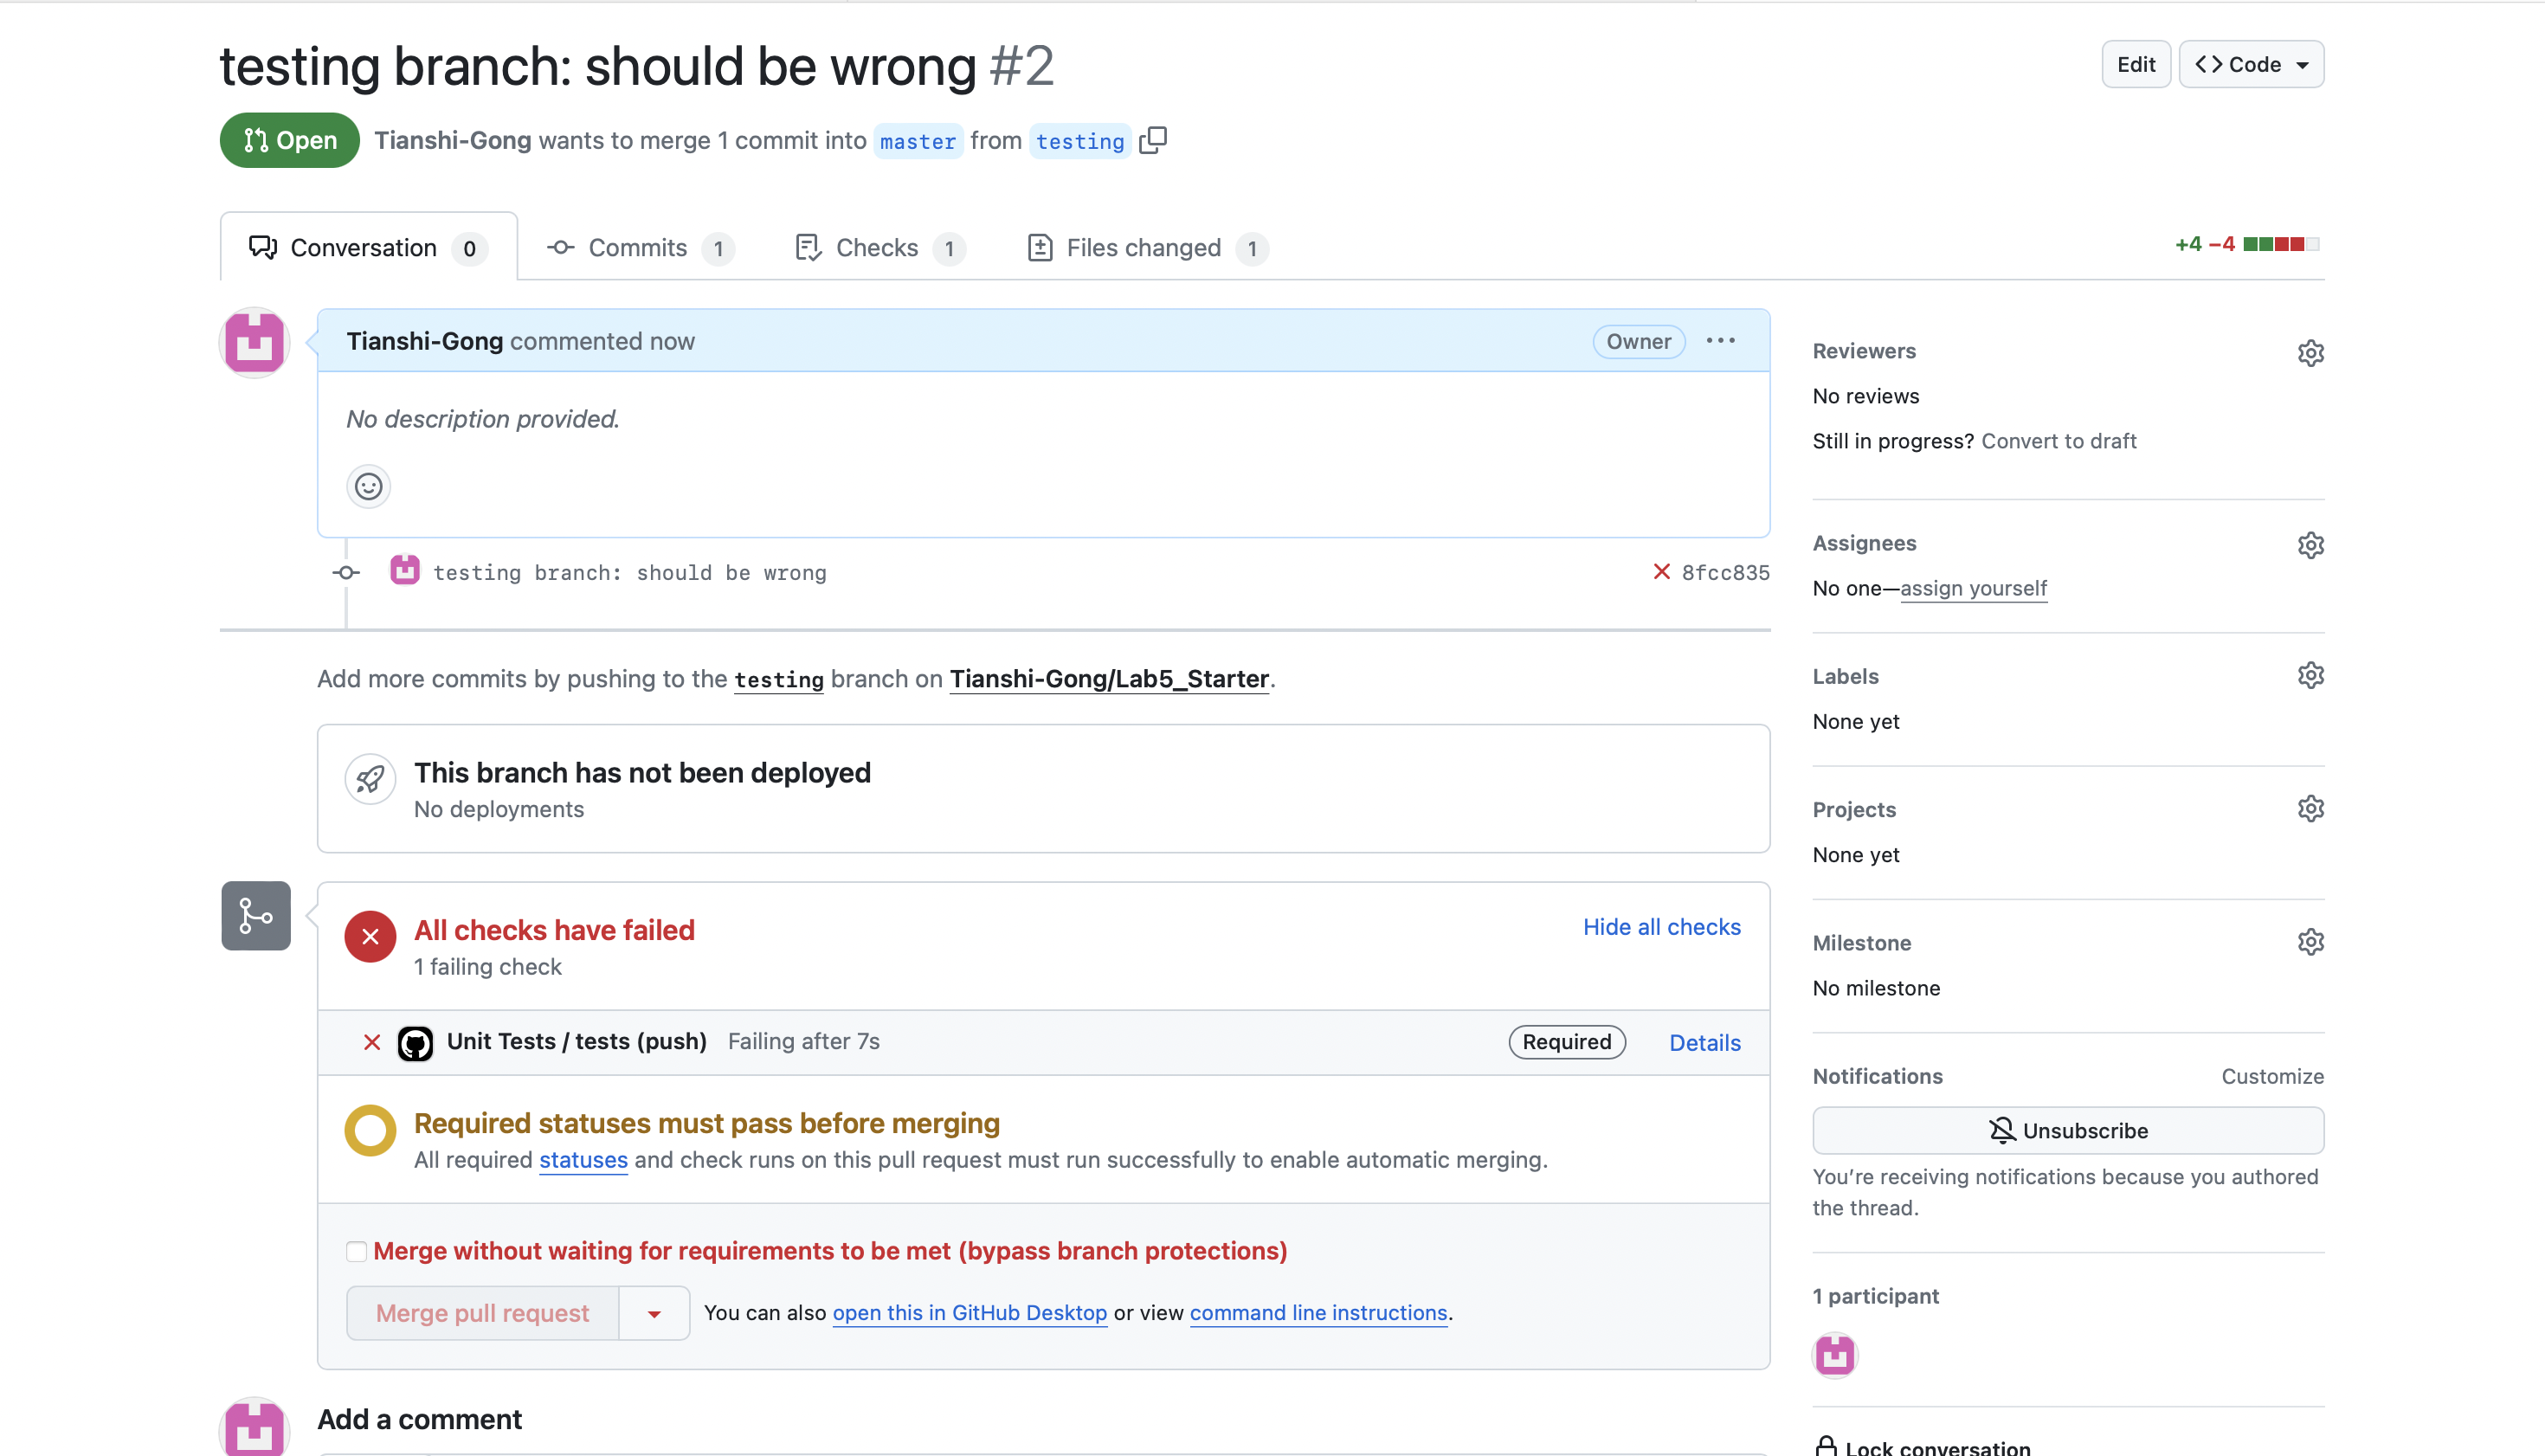 testing branch: should be wrong #2
Edit
Code
Open
Tianshi-Gong wants to merge 1 commit into master from testing
Conversation 0
Commits 1
Checks 1
Files changed 1
+4 −4
Tianshi-Gong commented now
Owner
No description provided.
testing branch: should be wrong
8fcc835
Add more commits by pushing to the testing branch on Tianshi-Gong/Lab5_Starter.
This branch has not been deployed
No deployments
All checks have failed
Hide all checks
1 failing check
Unit Tests / tests (push) Failing after 7s
Required
Details
Required statuses must pass before merging
All required statuses and check runs on this pull request must run successfully to enable automatic merging.
Merge without waiting for requirements to be met (bypass branch protections)
Merge pull request
You can also open this in GitHub Desktop or view command line instructions.
Add a comment
Reviewers
No reviews
Still in progress? Convert to draft
Assignees
No one—assign yourself
Labels
None yet
Projects
None yet
Milestone
No milestone
Notifications
Customize
Unsubscribe
You're receiving notifications because you authored
the thread.
1 participant
Lock conversation